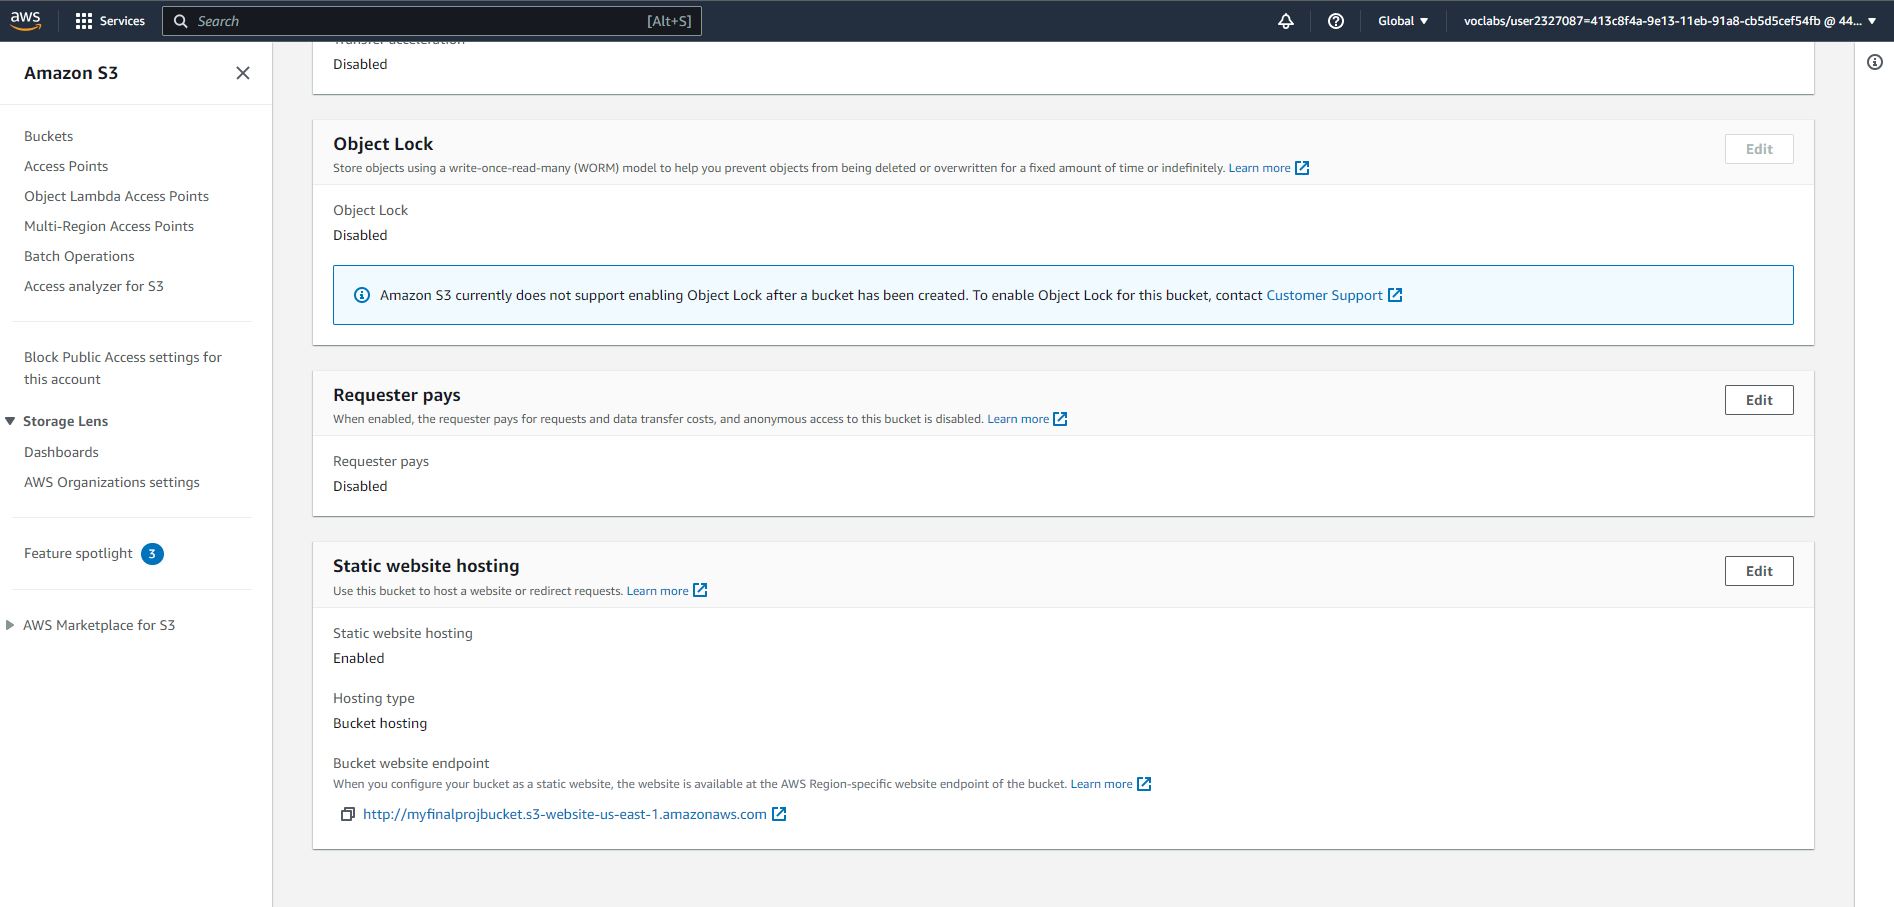 aws
Services
Search
[Alt+S]
Global
voclabs/user2327087=413c8f4a-9e13-11eb-91a8-cb5d5cef54fb @ 44...
Amazon S3
Buckets
Access Points
Object Lambda Access Points
Multi-Region Access Points
Batch Operations
Access analyzer for S3
Block Public Access settings for
this account
Storage Lens
Dashboards
AWS Organizations settings
Feature spotlight 3
AWS Marketplace for S3
Transfer acceleration
Disabled
Object Lock
Edit
Store objects using a write-once-read-many (WORM) model to help you prevent objects from being deleted or overwritten for a fixed amount of time or indefinitely. Learn more
Object Lock
Disabled
Amazon S3 currently does not support enabling Object Lock after a bucket has been created. To enable Object Lock for this bucket, contact Customer Support
Requester pays
Edit
When enabled, the requester pays for requests and data transfer costs, and anonymous access to this bucket is disabled. Learn more
Requester pays
Disabled
Static website hosting
Edit
Use this bucket to host a website or redirect requests. Learn more
Static website hosting
Enabled
Hosting type
Bucket hosting
Bucket website endpoint
When you configure your bucket as a static website, the website is available at the AWS Region-specific website endpoint of the bucket. Learn more
http://myfinalprojbucket.s3-website-us-east-1.amazonaws.com